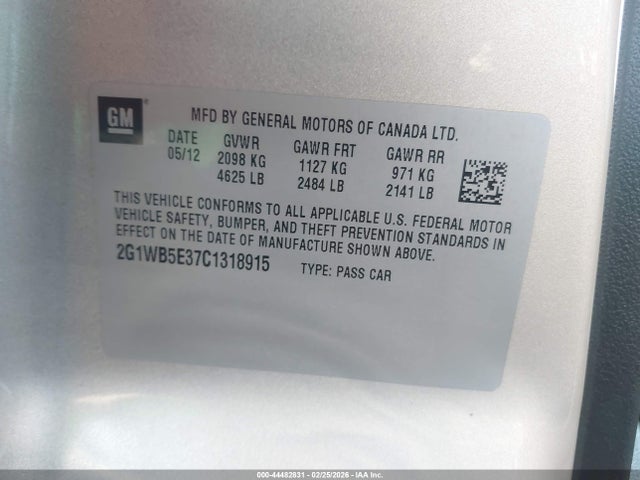 GM
MFD BY GENERAL MOTORS OF CANADA LTD.
DATE GVWR GAWR FRT GAWR RR
05/12 2098 KG 1127 KG 971 KG
4625 LB 2484 LB 2141 LB
THIS VEHICLE CONFORMS TO ALL APPLICABLE U.S. FEDERAL MOTOR
VEHICLE SAFETY, BUMPER, AND THEFT PREVENTION STANDARDS IN
EFFECT ON THE DATE OF MANUFACTURE SHOWN ABOVE.
2G1WB5E37C1318915 TYPE: PASS CAR
000-44482631 - 02/25/2026 - IAA Inc.